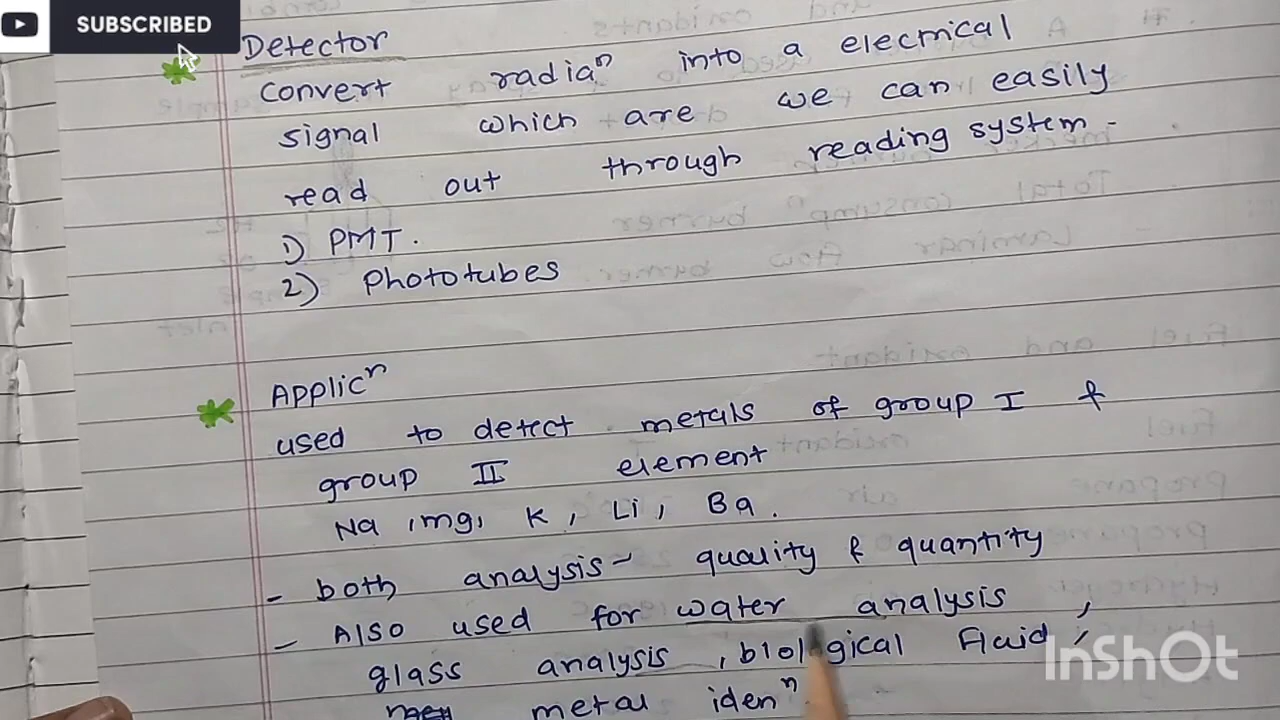 SUBSCRIBED
Detector
convert radiaⁿ into a electrical
signal which are we can easily
read out through reading system -
1) PMT.
2) Phototubes
Applicⁿ
used to detect metals of group I &
group II element
Na, mg, K, Li, Ba.
- both analysis - quality & quantity
- Also used for water analysis,
glass analysis, biological fluid,
metal idenⁿ
InShOt